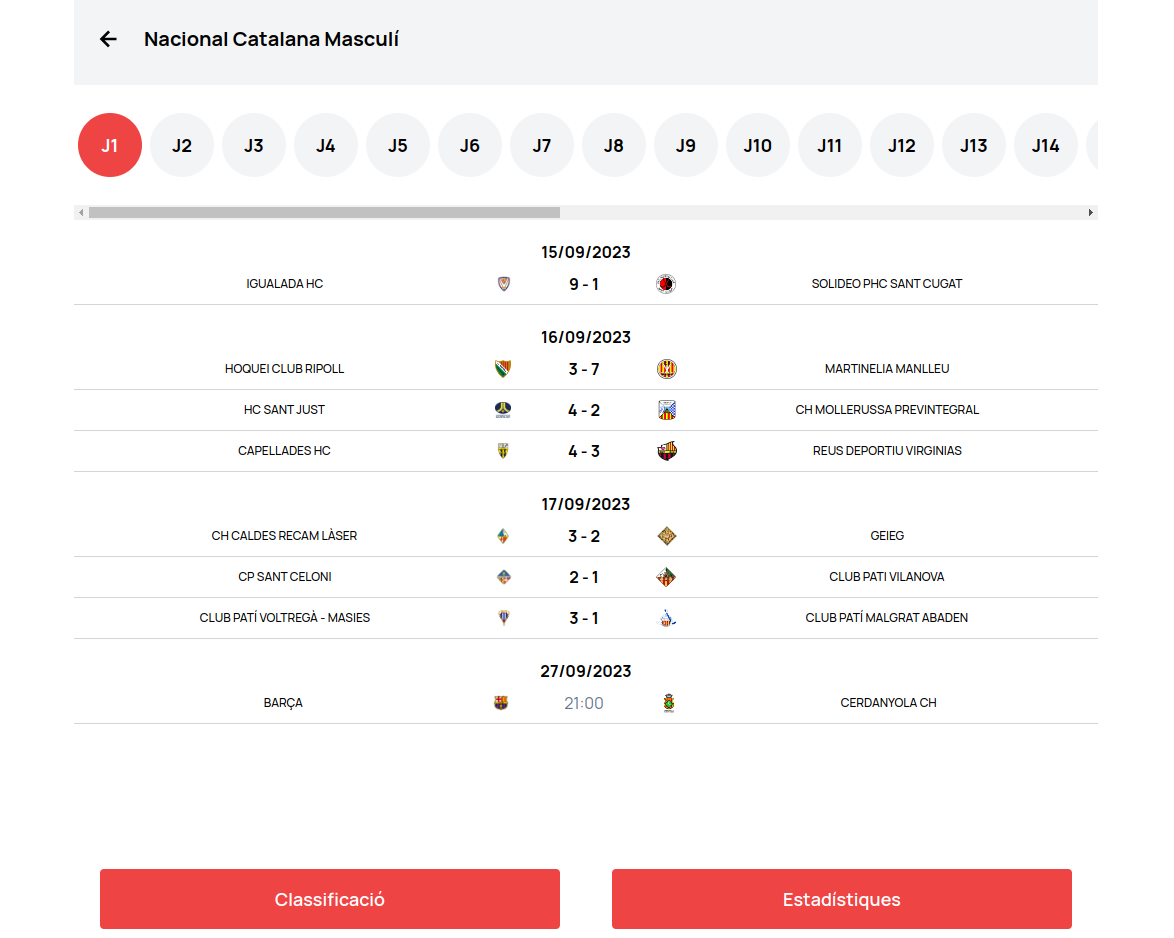 Nacional Catalana Masculí
J1 J2 J3 J4 J5 J6 J7 J8 J9 J10 J11 J12 J13 J14
15/09/2023
IGUALADA HC 9 - 1 SOLIDEO PHC SANT CUGAT
16/09/2023
HOQUEI CLUB RIPOLL 3 - 7 MARTINELIA MANLLEU
HC SANT JUST 4 - 2 CH MOLLERUSSA PREVINTEGRAL
CAPELLADES HC 4 - 3 REUS DEPORTIU VIRGINIAS
17/09/2023
CH CALDES RECAM LÀSER 3 - 2 GEIEG
CP SANT CELONI 2 - 1 CLUB PATI VILANOVA
CLUB PATÍ VOLTREGÀ - MASIES 3 - 1 CLUB PATÍ MALGRAT ABADEN
27/09/2023
BARÇA 21:00 CERDANYOLA CH
Classificació Estadístiques